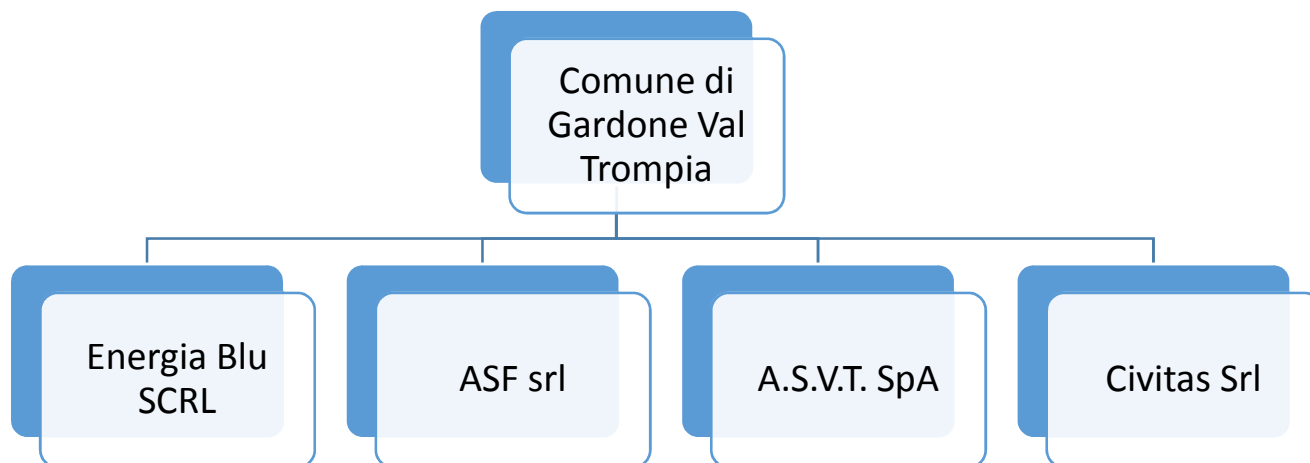 Comune di
Gardone Val
Trompia
Energia Blu
SCRL
ASF srl
A.S.V.T. SpA
Civitas Srl